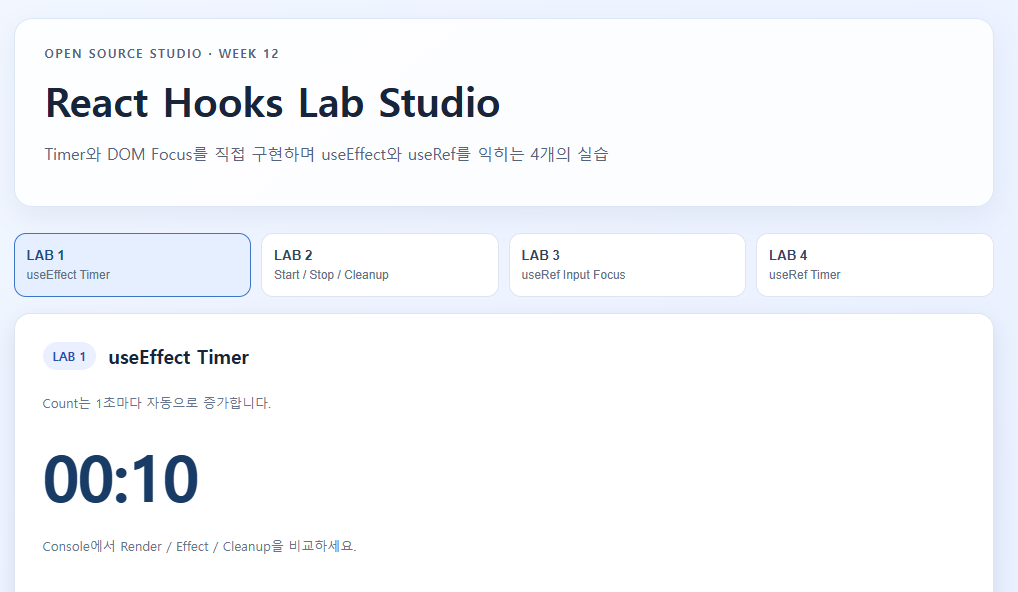 OPEN SOURCE STUDIO · WEEK 12
React Hooks Lab Studio
Timer와 DOM Focus를 직접 구현하며 useEffect와 useRef를 익히는 4개의 실습
LAB 1
useEffect Timer
LAB 2
Start / Stop / Cleanup
LAB 3
useRef Input Focus
LAB 4
useRef Timer
LAB 1 useEffect Timer
Count는 1초마다 자동으로 증가합니다.
00:10
Console에서 Render / Effect / Cleanup을 비교하세요.